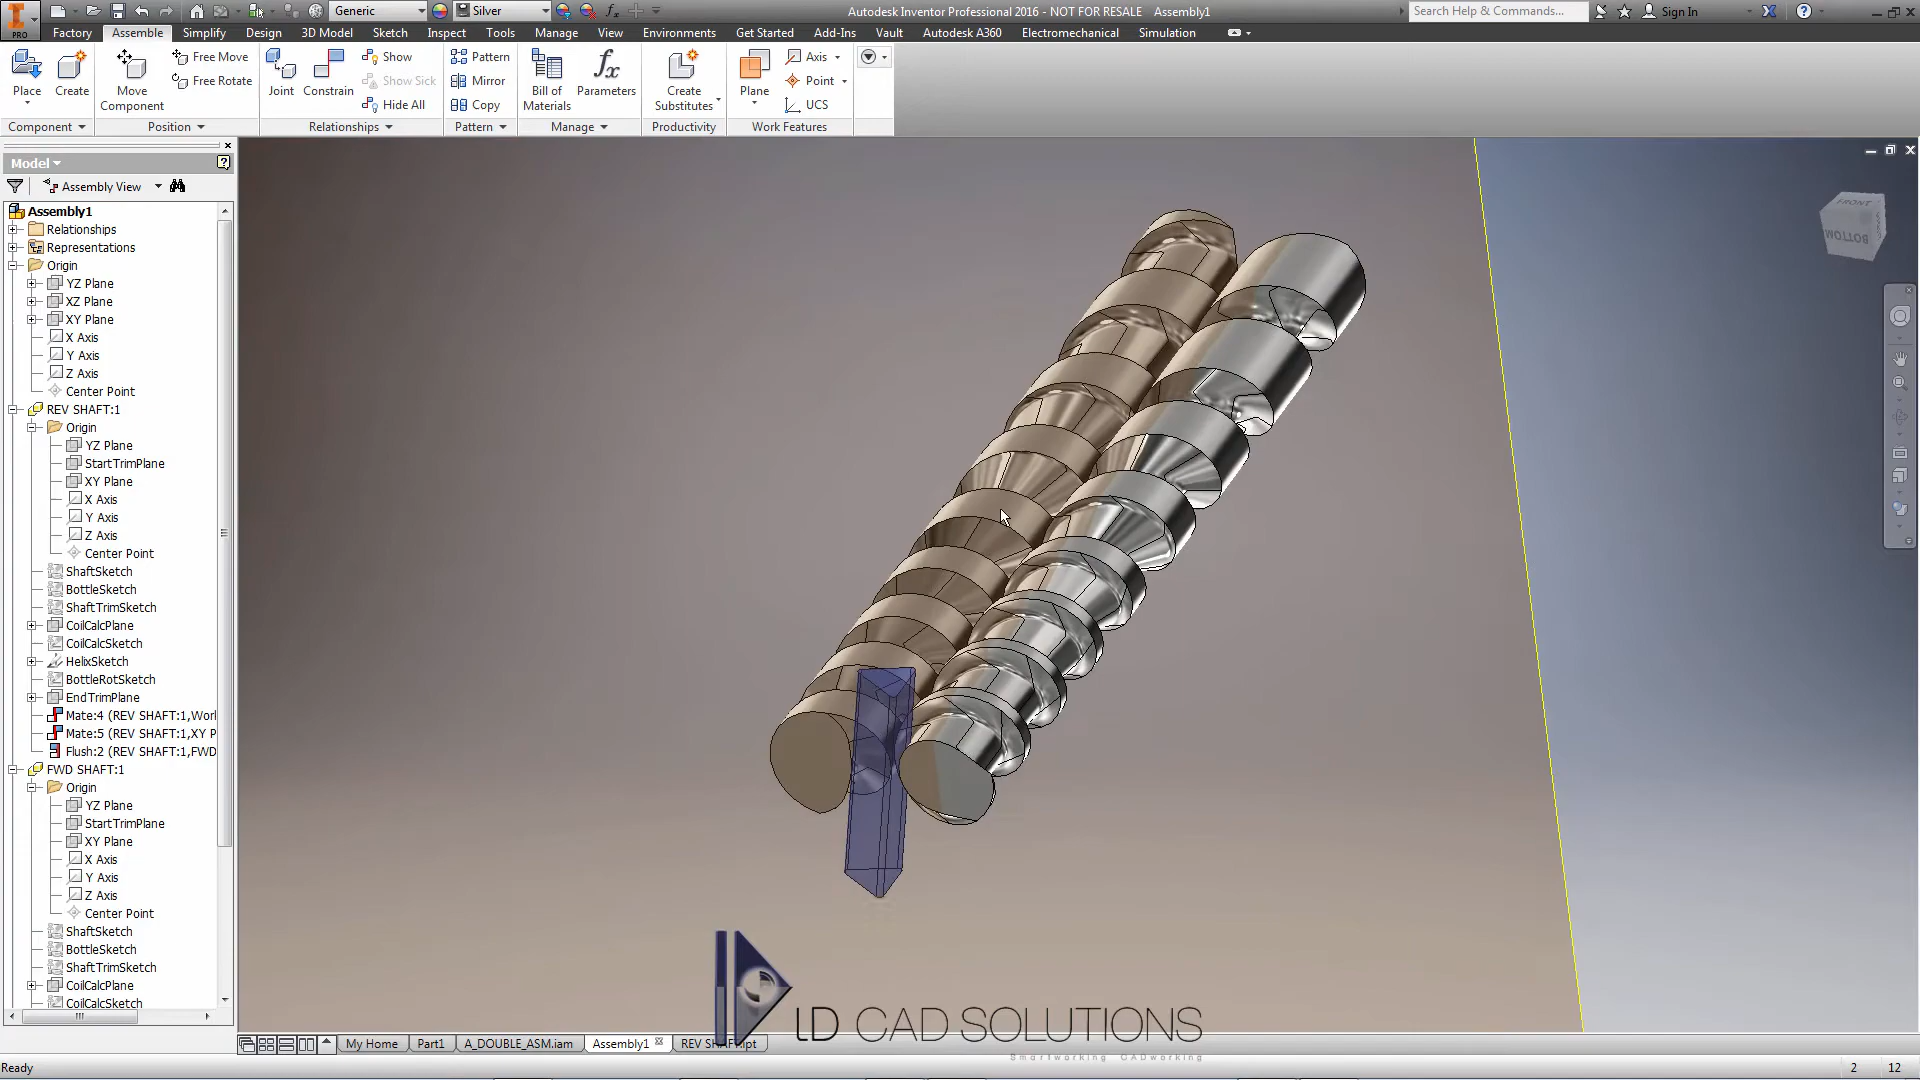 PRO
Generic
Silver
Autodesk Inventor Professional 2016 - NOT FOR RESALE Assembly1
Search Help & Commands...
Sign In
Factory Assemble Simplify Design 3D Model Sketch Inspect Tools Manage View Environments Get Started Add-Ins Vault Autodesk A360 Electromechanical Simulation
Place
Create
Move
Component
Free Move
Free Rotate
Joint
Constrain
Show
Show Sick
Hide All
Pattern
Mirror
Copy
Bill of
Materials
fx
Parameters
Create
Substitutes
Plane
Axis
Point
UCS
Component Position Relationships Pattern Manage Productivity Work Features
Model
Assembly View
Assembly1
Relationships
Representations
Origin
YZ Plane
XZ Plane
XY Plane
X Axis
Y Axis
Z Axis
Center Point
REV SHAFT:1
Origin
YZ Plane
StartTrimPlane
XY Plane
X Axis
Y Axis
Z Axis
Center Point
ShaftSketch
BottleSketch
ShaftTrimSketch
CoilCalcPlane
CoilCalcSketch
HelixSketch
BottleRotSketch
EndTrimPlane
Mate:4 (REV SHAFT:1,Worl
Mate:5 (REV SHAFT:1,XY P
Flush:2 (REV SHAFT:1,FWD
FWD SHAFT:1
Origin
YZ Plane
StartTrimPlane
XY Plane
X Axis
Y Axis
Z Axis
Center Point
ShaftSketch
BottleSketch
ShaftTrimSketch
CoilCalcPlane
CoilCalcSketch
FRONT
BOTTOM
LD CAD SOLUTIONS
Smartworking CADworking
My Home Part1 A_DOUBLE_ASM.iam Assembly1 REV SHAFT.ipt
Ready
2 12